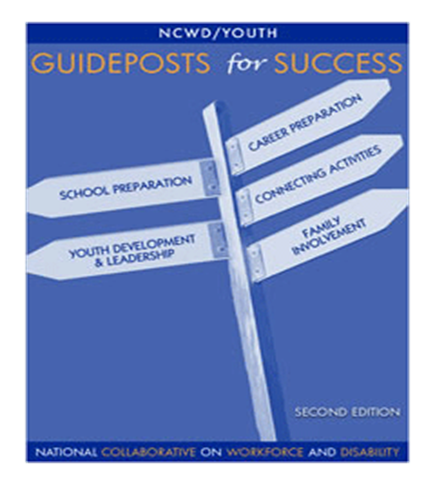 NCWD/YOUTH
GUIDEPOSTS for SUCCESS
CAREER PREPARATION
SCHOOL PREPARATION
CONNECTING ACTIVITIES
YOUTH DEVELOPMENT
& LEADERSHIP
FAMILY
INVOLVEMENT
SECOND EDITION
NATIONAL COLLABORATIVE ON WORKFORCE AND DISABILITY